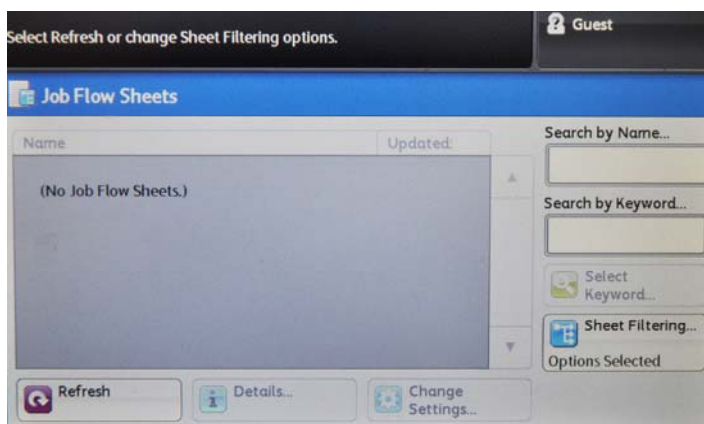 Select Refresh or change Sheet Filtering options.
Guest
Job Flow Sheets
Name
Updated:
Search by Name...
(No Job Flow Sheets.)
Search by Keyword...
Select
Keyword...
Sheet Filtering...
Options Selected
Refresh
Details...
Change
Settings...